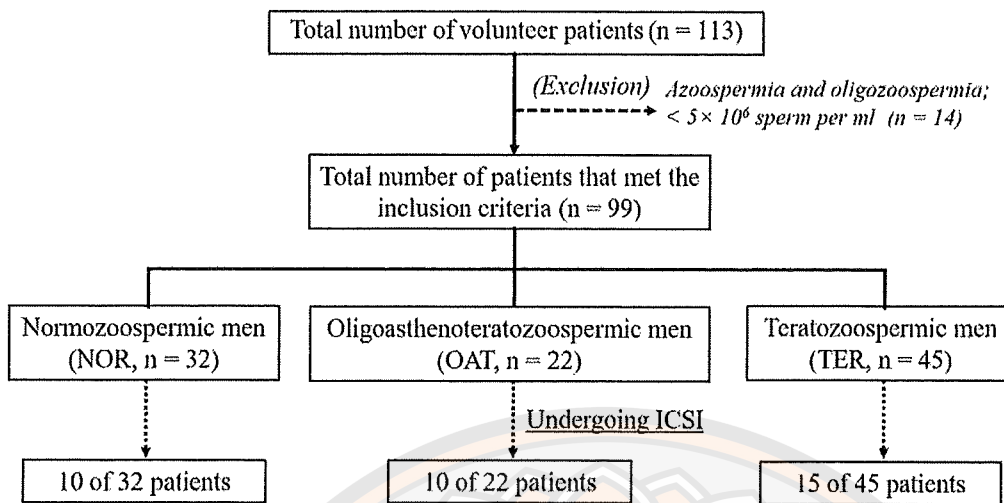 Total number of volunteer patients (n = 113)
(Exclusion)
Azoospermia and oligozoospermia;
< 5× 10⁶ sperm per ml (n = 14)
Total number of patients that met the
inclusion criteria (n = 99)
Normozoospermic men
(NOR, n = 32)
Oligoasthenoteratozoospermic men
(OAT, n = 22)
Teratozoospermic men
(TER, n = 45)
Undergoing ICSI
10 of 32 patients
10 of 22 patients
15 of 45 patients